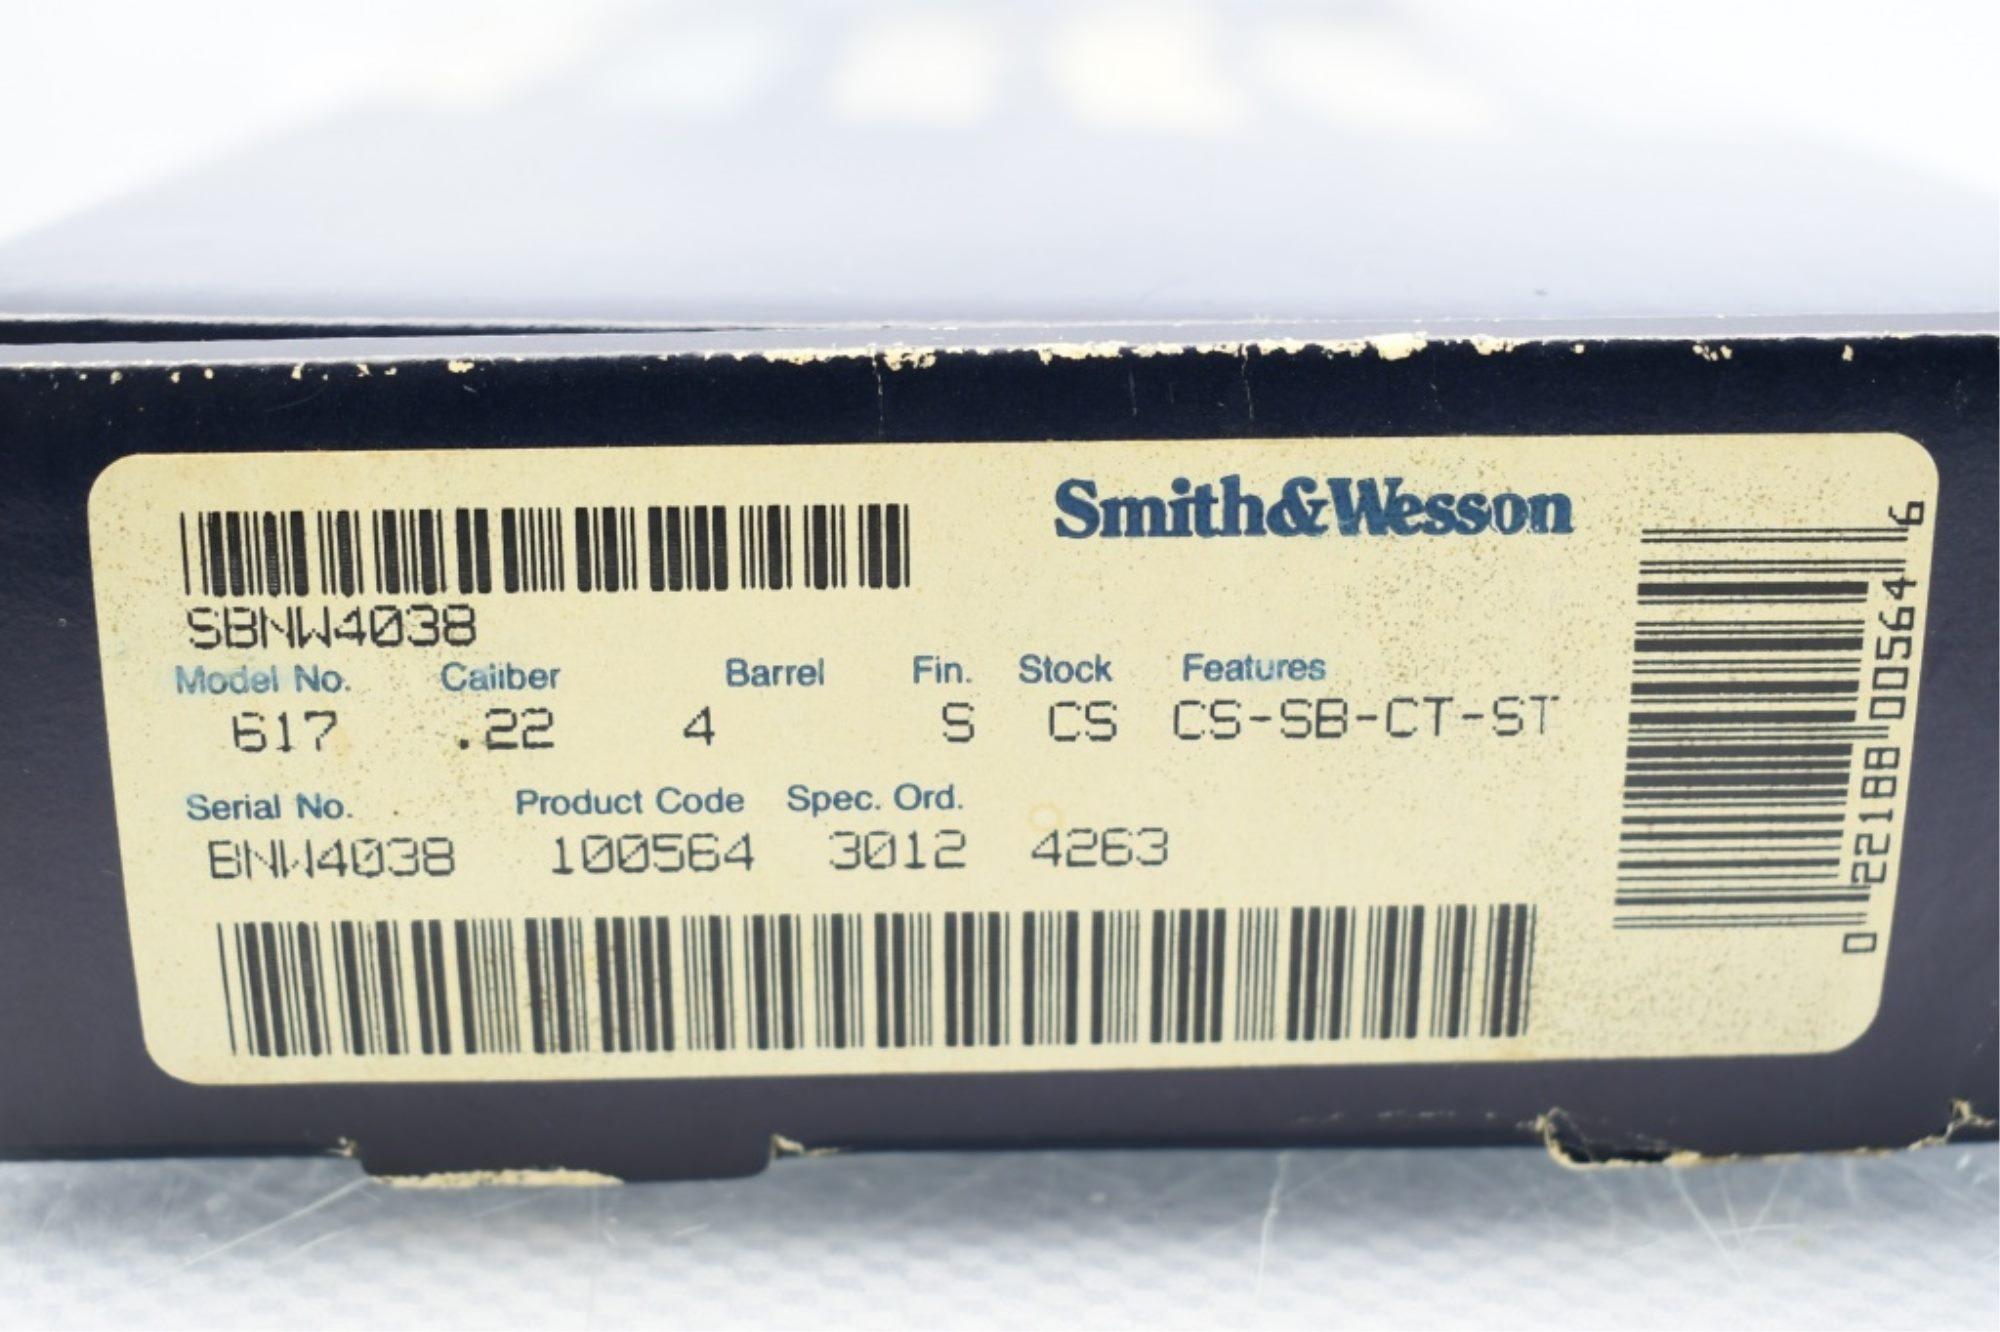 Smith&Wesson
SBNW4038
Model No. Caliber Barrel Fin. Stock Features
617 .22 4 S CS CS-SB-CT-ST
Serial No. Product Code Spec. Ord.
BNW4038 100564 3012 4263
0 22188 00564 6